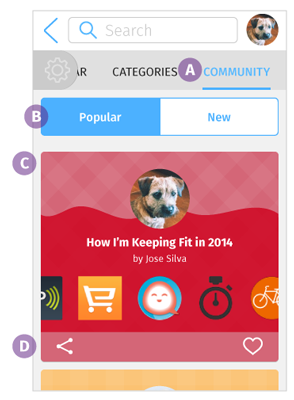 Search
AR CATEGORIES A COMMUNITY
B Popular New
C
How I'm Keeping Fit in 2014
by Jose Silva
P
D